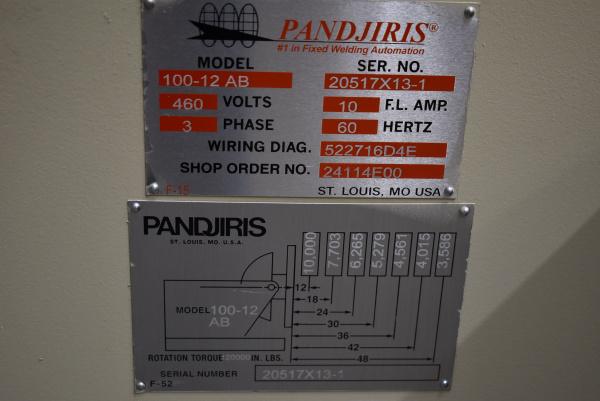 PANDJIRIS®
#1 in Fixed Welding Automation
MODEL SER. NO.
100-12 AB 20517X13-1
460 VOLTS 10 F.L. AMP.
3 PHASE 60 HERTZ
WIRING DIAG. 522716D4E
SHOP ORDER NO. 24114E00
F-15 ST. LOUIS, MO USA
PANDJIRIS
ST. LOUIS, MO. U.S.A.
10,000 7,703 6,265 5,279 4,561 4,015 3,586
12
18
MODEL 100-12
AB
24
30
36
42
48
ROTATION TORQUE 20000 IN. LBS.
SERIAL NUMBER 20517X13-1
F-52